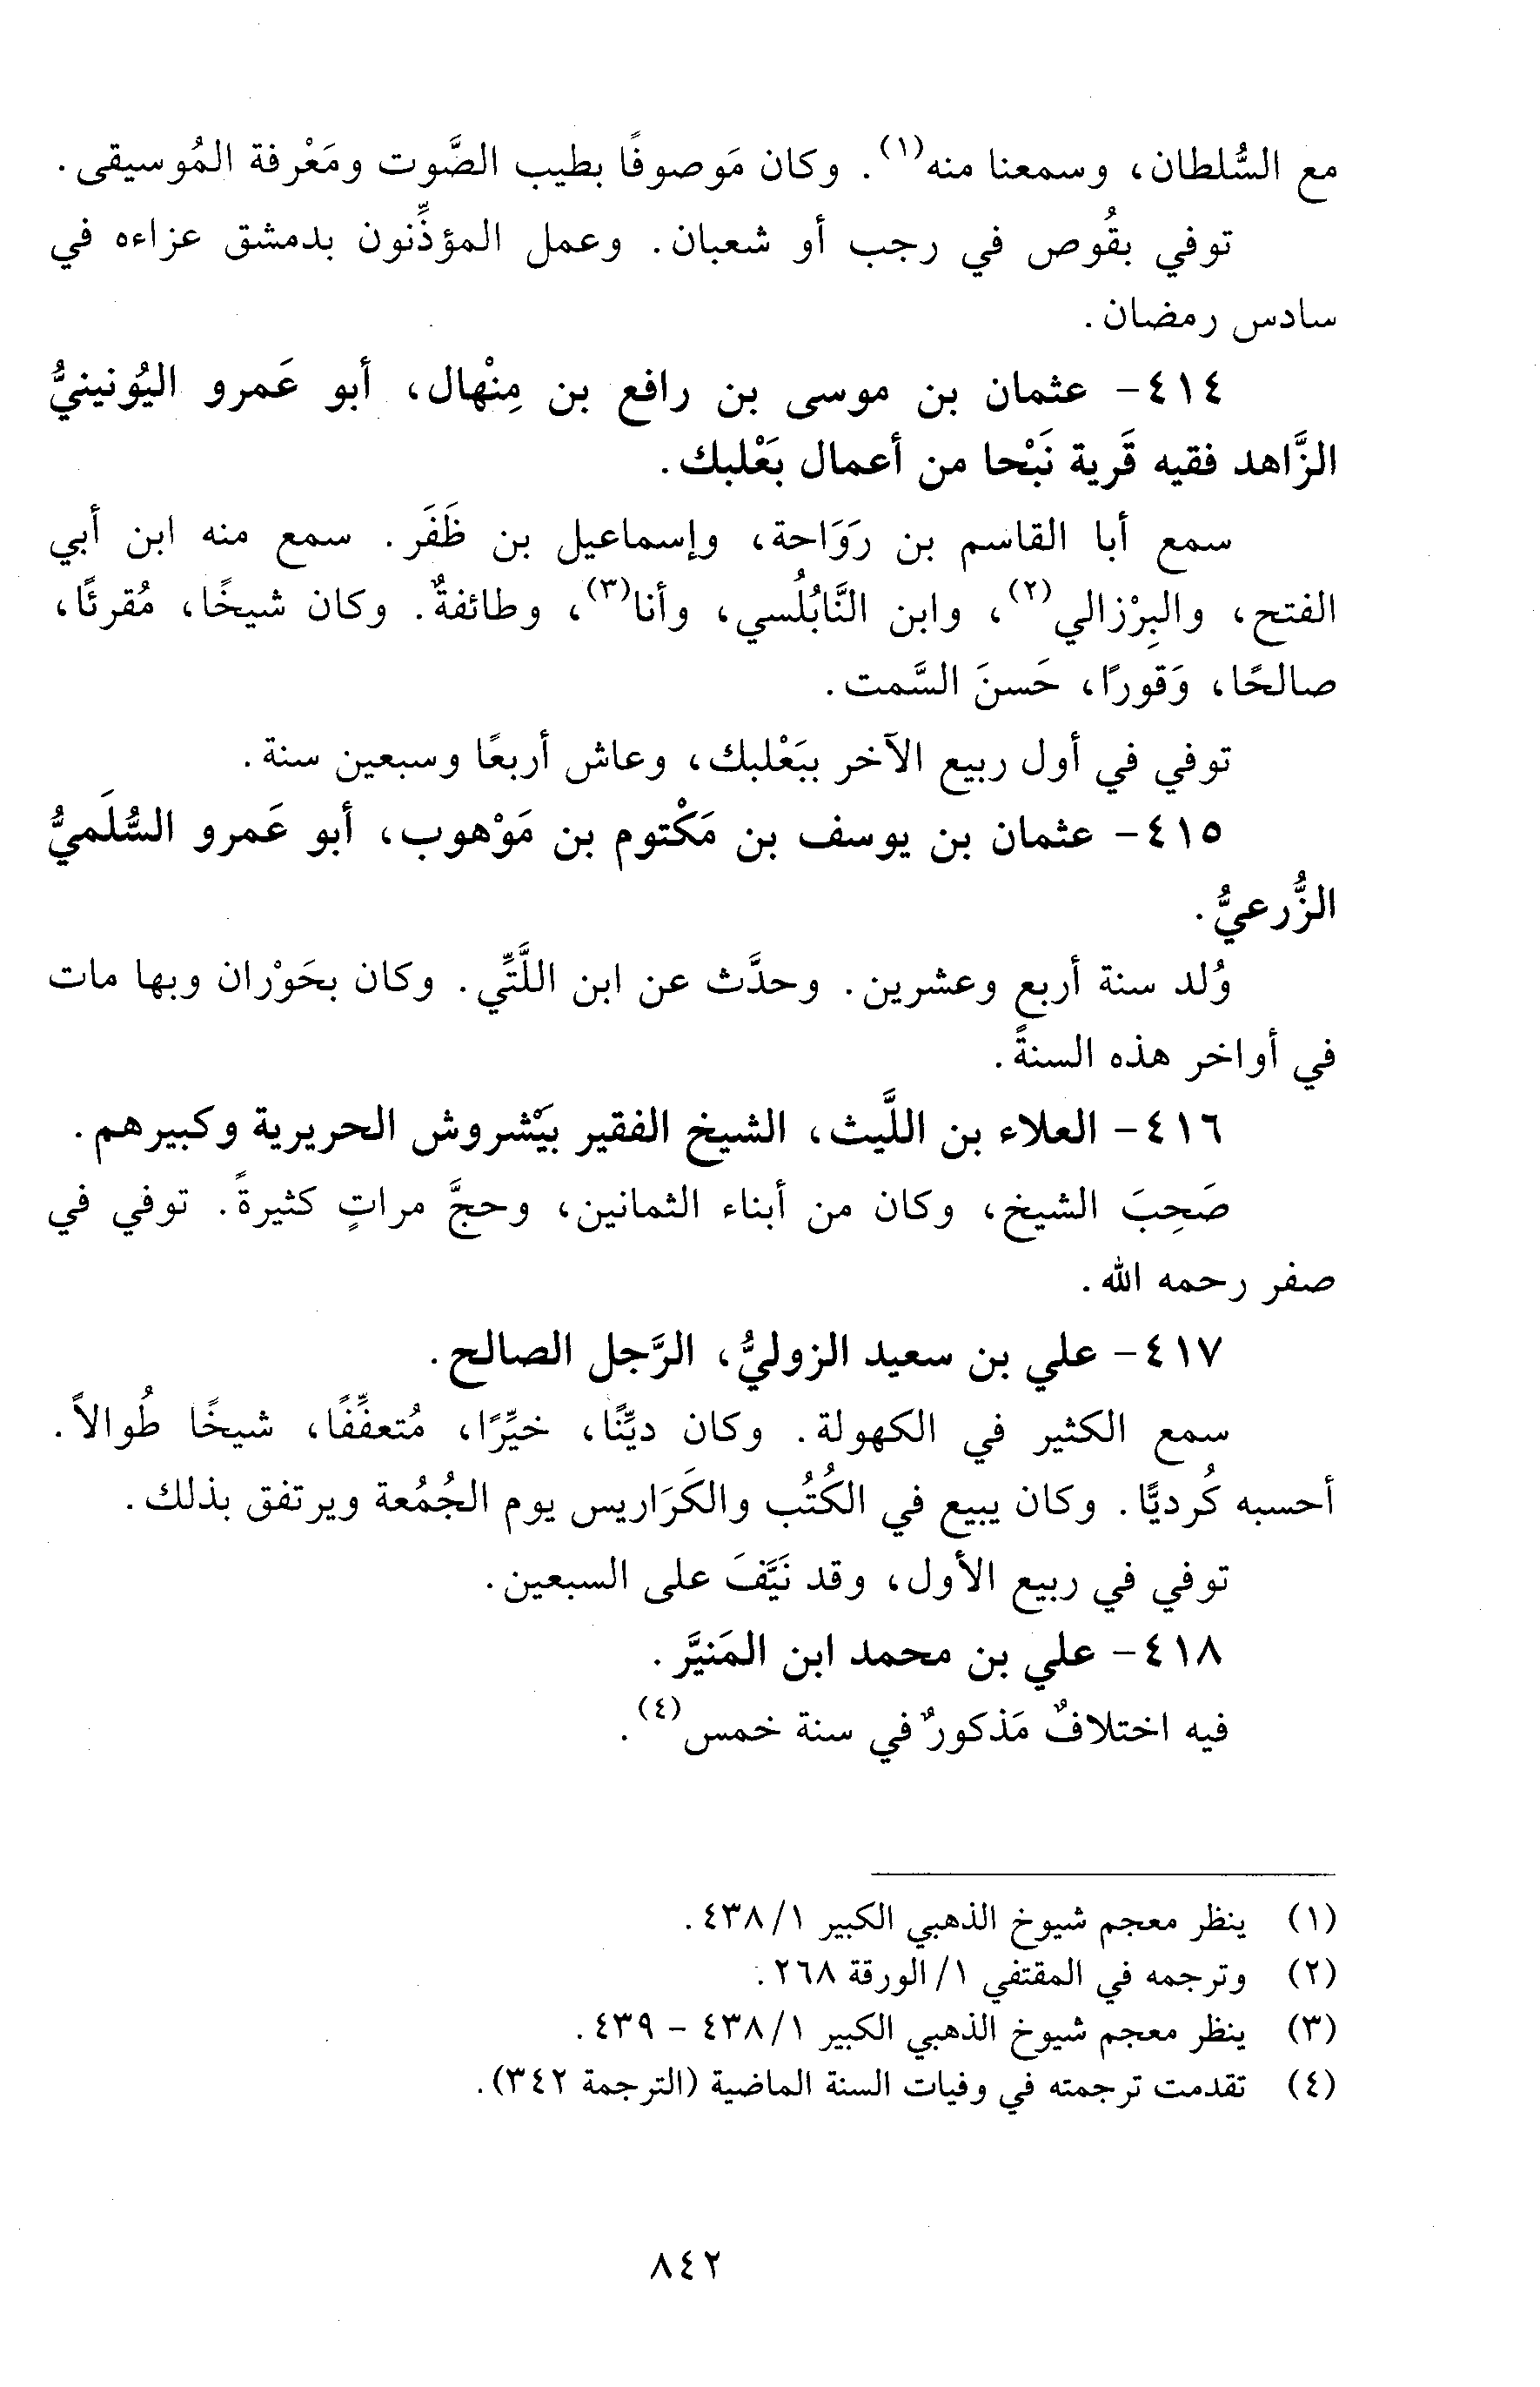 مع السُّلطان، وسمعنا منه(١). وكان مَوصوفًا بطيب الصَّوت ومَعْرفة المُوسيقى.
توفي بقُوص في رجب أو شعبان. وعمل المؤذِّنون بدمشق عزاءه في
سادس رمضان.
٤١٤- عثمان بن موسى بن رافع بن مِنْهال، أبو عَمرو اليُونينيُّ
الزَّاهد فقيه قَرية نَبْحا من أعمال بَعْلبك.
سمع أبا القاسم بن رَوَاحة، وإسماعيل بن ظَفَر. سمع منه ابن أبي
الفتح، والبِرْزالي(٢)، وابن النَّابُلُسي، وأنا(٣)، وطائفةٌ. وكان شيخًا، مُقرئًا،
صالحًا، وَقورًا، حَسنَ السَّمت.
توفي في أول ربيع الآخر ببَعْلبك، وعاش أربعًا وسبعين سنة.
٤١٥- عثمان بن يوسف بن مَكْتوم بن مَوْهوب، أبو عَمرو السُّلَميُّ
الزُّرعيُّ.
وُلد سنة أربع وعشرين. وحدَّث عن ابن اللَّتِّي. وكان بحَوْران وبها مات
في أواخر هذه السنةً.
٤١٦- العلاء بن اللَّيث، الشيخ الفقير بيْشروش الحريرية وكبيرهم.
صَحِبَ الشيخ، وكان من أبناء الثمانين، وحجَّ مراتٍ كثيرةً. توفي في
صفر رحمه الله.
٤١٧- علي بن سعيد الزوليُّ، الرَّجل الصالح.
سمع الكثير في الكهولة. وكان ديِّنًا، خيِّرًا، مُتعفِّفًا، شيخًا طُوالاً.
أحسبه كُرديًّا. وكان يبيع في الكُتُب والكَرَاريس يوم الجُمُعة ويرتفق بذلك.
توفي في ربيع الأول، وقد نَيَّفَ على السبعين.
٤١٨- علي بن محمد ابن المَنيَّر.
فيه اختلافٌ مَذكورٌ في سنة خمس(٤).
(١) ينظر معجم شيوخ الذهبي الكبير ١/ ٤٣٨.
(٢) وترجمه في المقتفي ١/ الورقة ٢٦٨.
(٣) ينظر معجم شيوخ الذهبي الكبير ١/ ٤٣٨ - ٤٣٩.
(٤) تقدمت ترجمته في وفيات السنة الماضية (الترجمة ٣٤٢).
٨٤٢